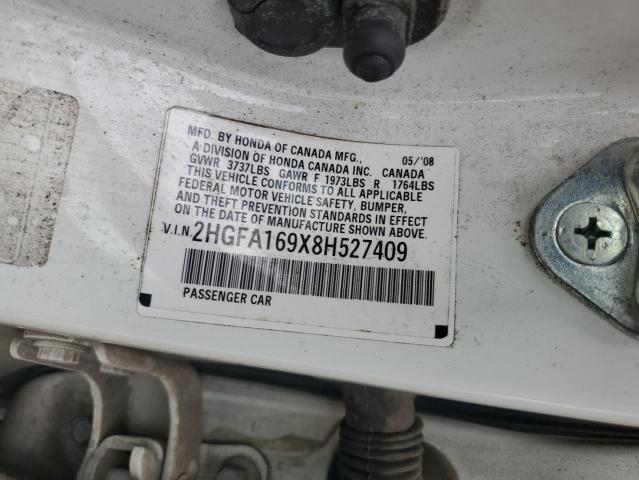 MFD. BY HONDA OF CANADA MFG., 05/'08
A DIVISION OF HONDA CANADA INC. CANADA
GVWR 3737LBS GAWR F 1973LBS R 1764LBS
THIS VEHICLE CONFORMS TO ALL APPLICABLE
FEDERAL MOTOR VEHICLE SAFETY, BUMPER,
AND THEFT PREVENTION STANDARDS IN EFFECT
ON THE DATE OF MANUFACTURE SHOWN ABOVE.
V.I.N. 2HGFA169X8H527409
PASSENGER CAR